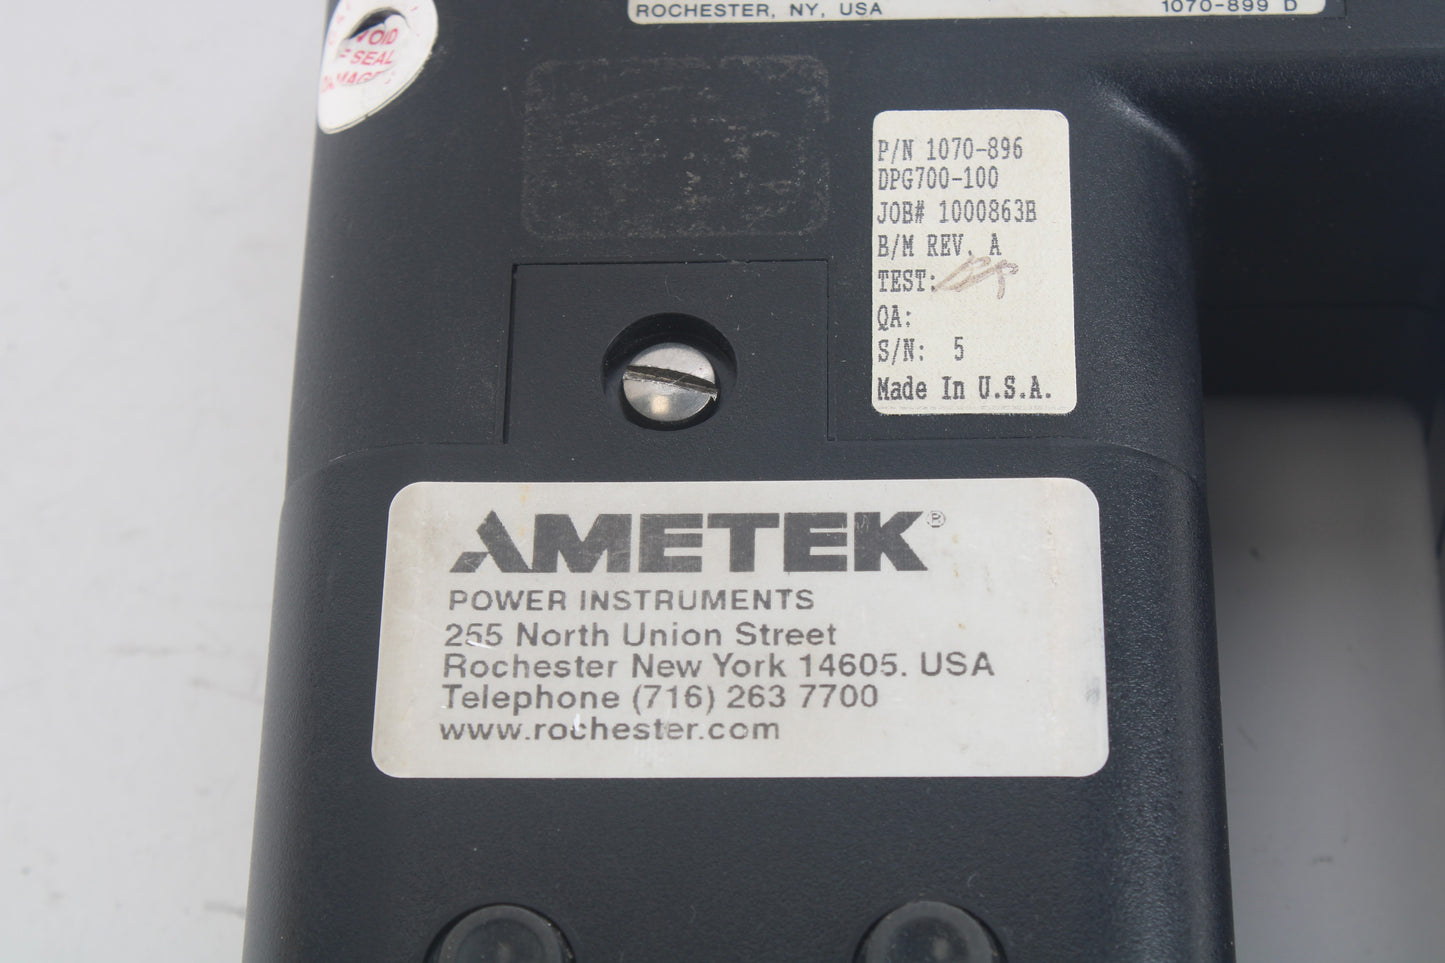 ROCHESTER, NY, USA 1070-899 D
VOID
SEAL
P/N 1070-896
DPG700-100
JOB# 1000863B
B/M REV. A
TEST:
QA:
S/N: 5
Made In U.S.A.
AMETEK®
POWER INSTRUMENTS
255 North Union Street
Rochester New York 14605. USA
Telephone (716) 263 7700
www.rochester.com